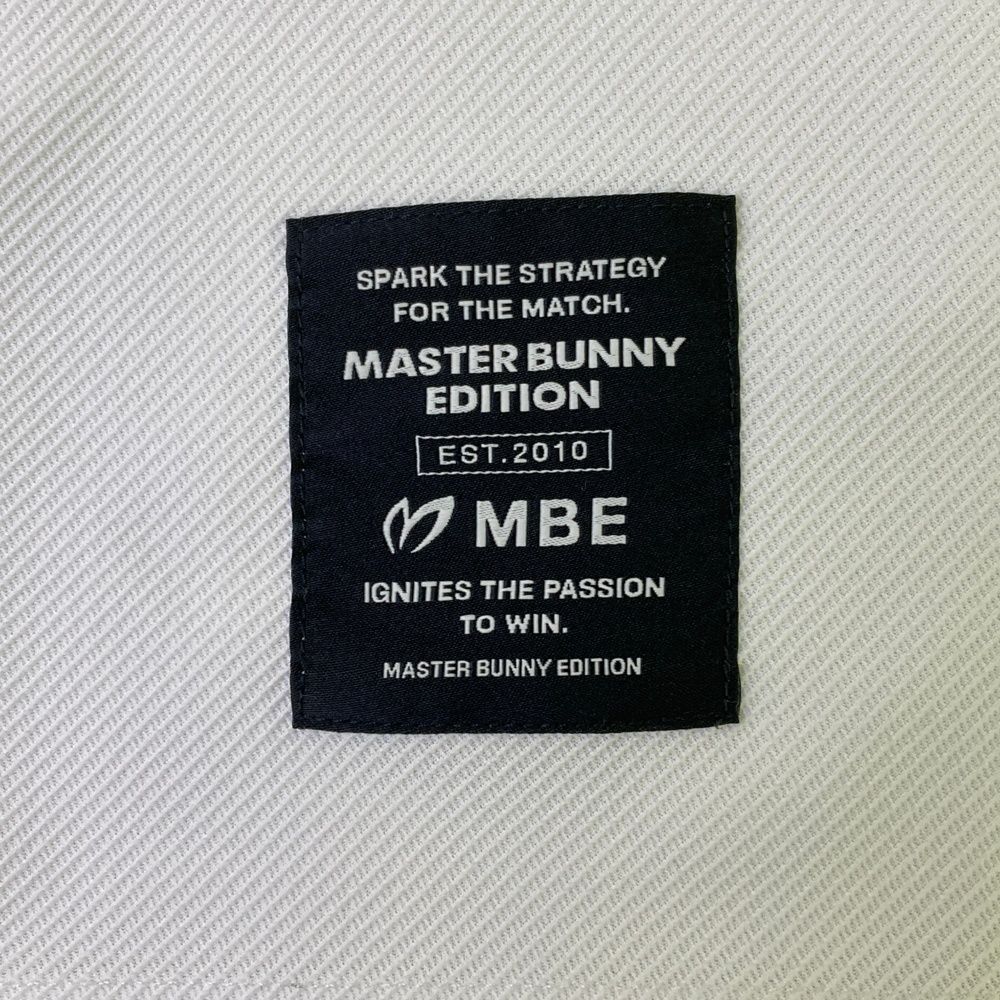 SPARK THE STRATEGY
FOR THE MATCH.
MASTER BUNNY
EDITION
EST.2010
MBE
IGNITES THE PASSION
TO WIN.
MASTER BUNNY EDITION